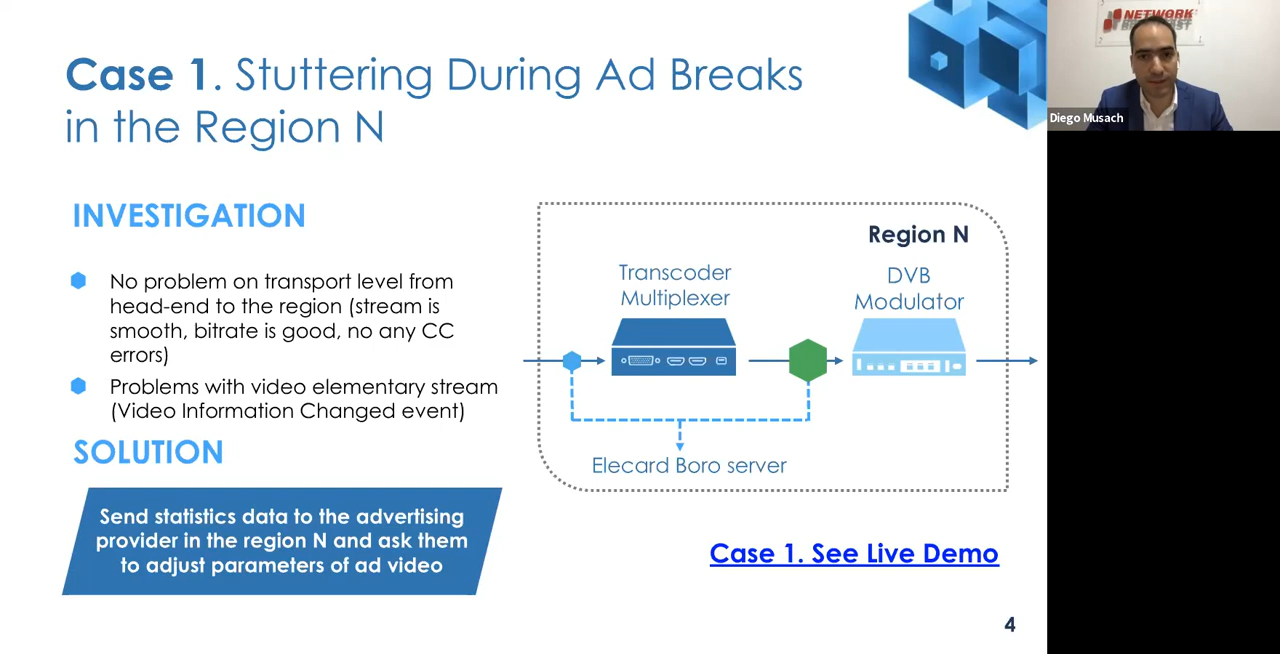 Case 1. Stuttering During Ad Breaks
in the Region N
INVESTIGATION
No problem on transport level from
head-end to the region (stream is
smooth, bitrate is good, no any CC
errors)
Problems with video elementary stream
(Video Information Changed event)
SOLUTION
Send statistics data to the advertising
provider in the region N and ask them
to adjust parameters of ad video
Region N
Transcoder
Multiplexer
DVB
Modulator
Elecard Boro server
Case 1. See Live Demo
4
NETWORK
Diego Musach